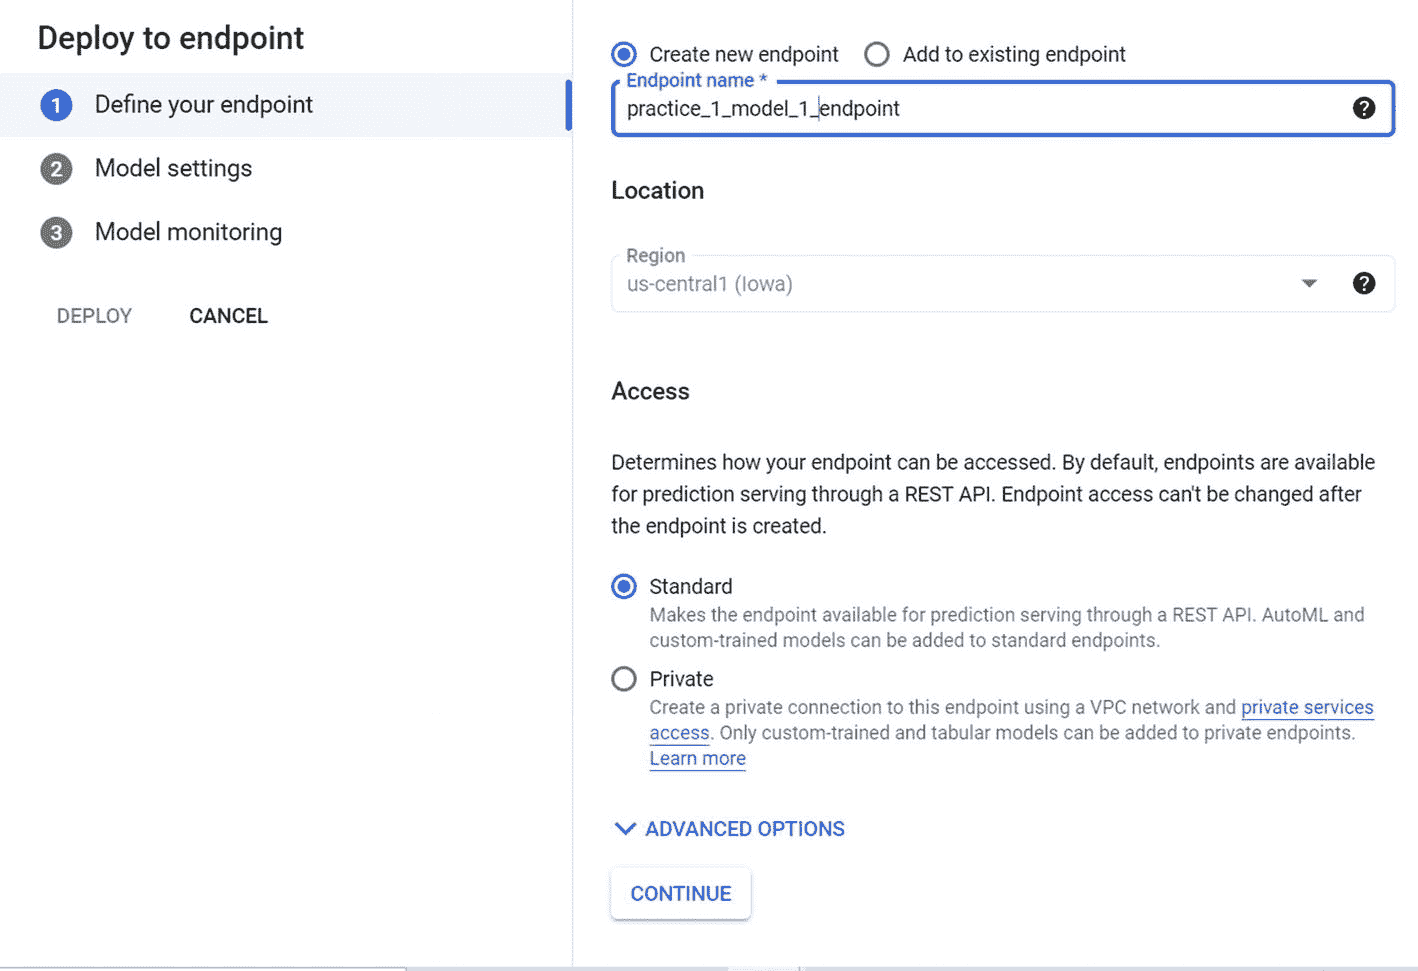 Deploy to endpoint
1 Define your endpoint
2 Model settings
3 Model monitoring
DEPLOY CANCEL
Create new endpoint Add to existing endpoint
Endpoint name *
practice_1_model_1_endpoint ?
Location
Region
us-central1 (Iowa) ?
Access
Determines how your endpoint can be accessed. By default, endpoints are available
for prediction serving through a REST API. Endpoint access can't be changed after
the endpoint is created.
Standard
Makes the endpoint available for prediction serving through a REST API. AutoML and
custom-trained models can be added to standard endpoints.
Private
Create a private connection to this endpoint using a VPC network and private services
access. Only custom-trained and tabular models can be added to private endpoints.
Learn more
ADVANCED OPTIONS
CONTINUE